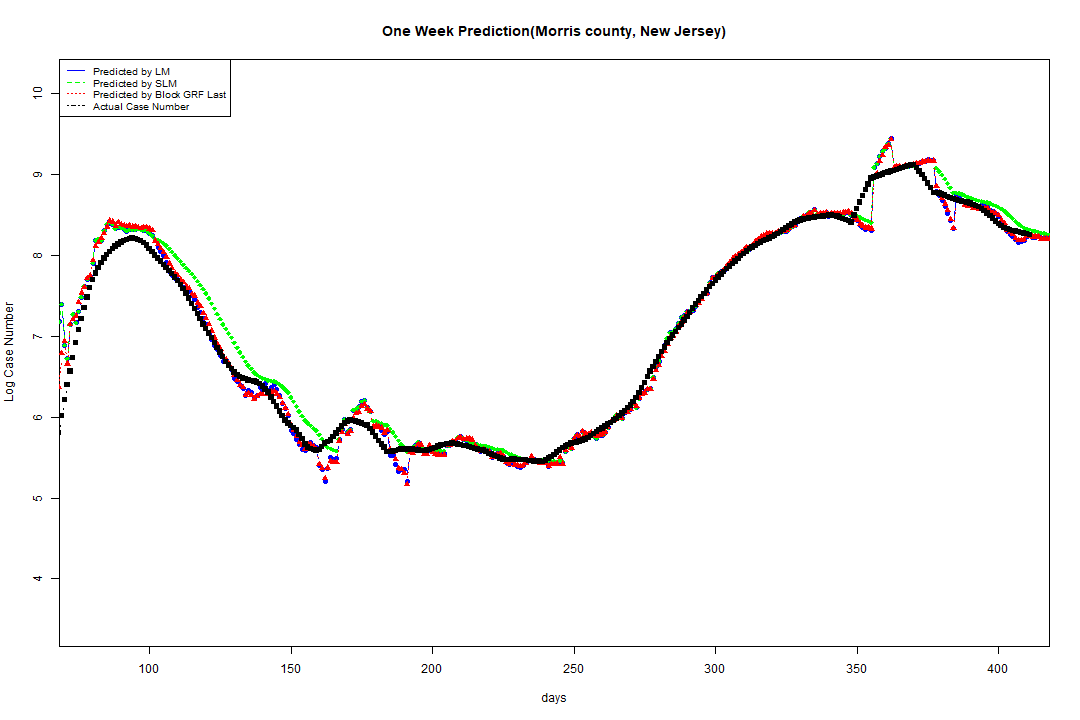 One Week Prediction(Morris county, New Jersey)
Predicted by LM
Predicted by SLM
Predicted by Block GRF Last
Actual Case Number
Log Case Number
10
9
8
7
6
5
4
100 150 200 250 300 350 400
days